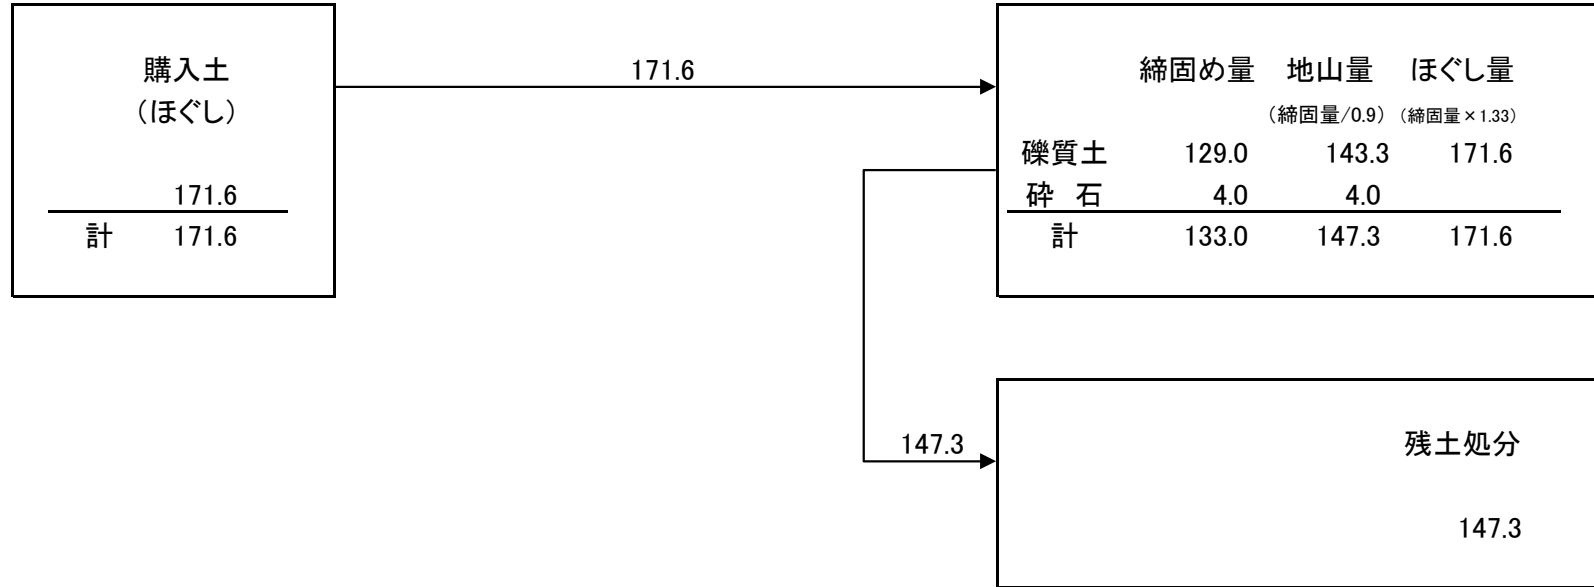 購入土
（ほぐし）
171.6
計 171.6
171.6
締固め量 地山量 ほぐし量
（締固量/0.9） （締固量×1.33）
礫質土 129.0 143.3 171.6
砕 石 4.0 4.0
計 133.0 147.3 171.6
147.3
残土処分
147.3